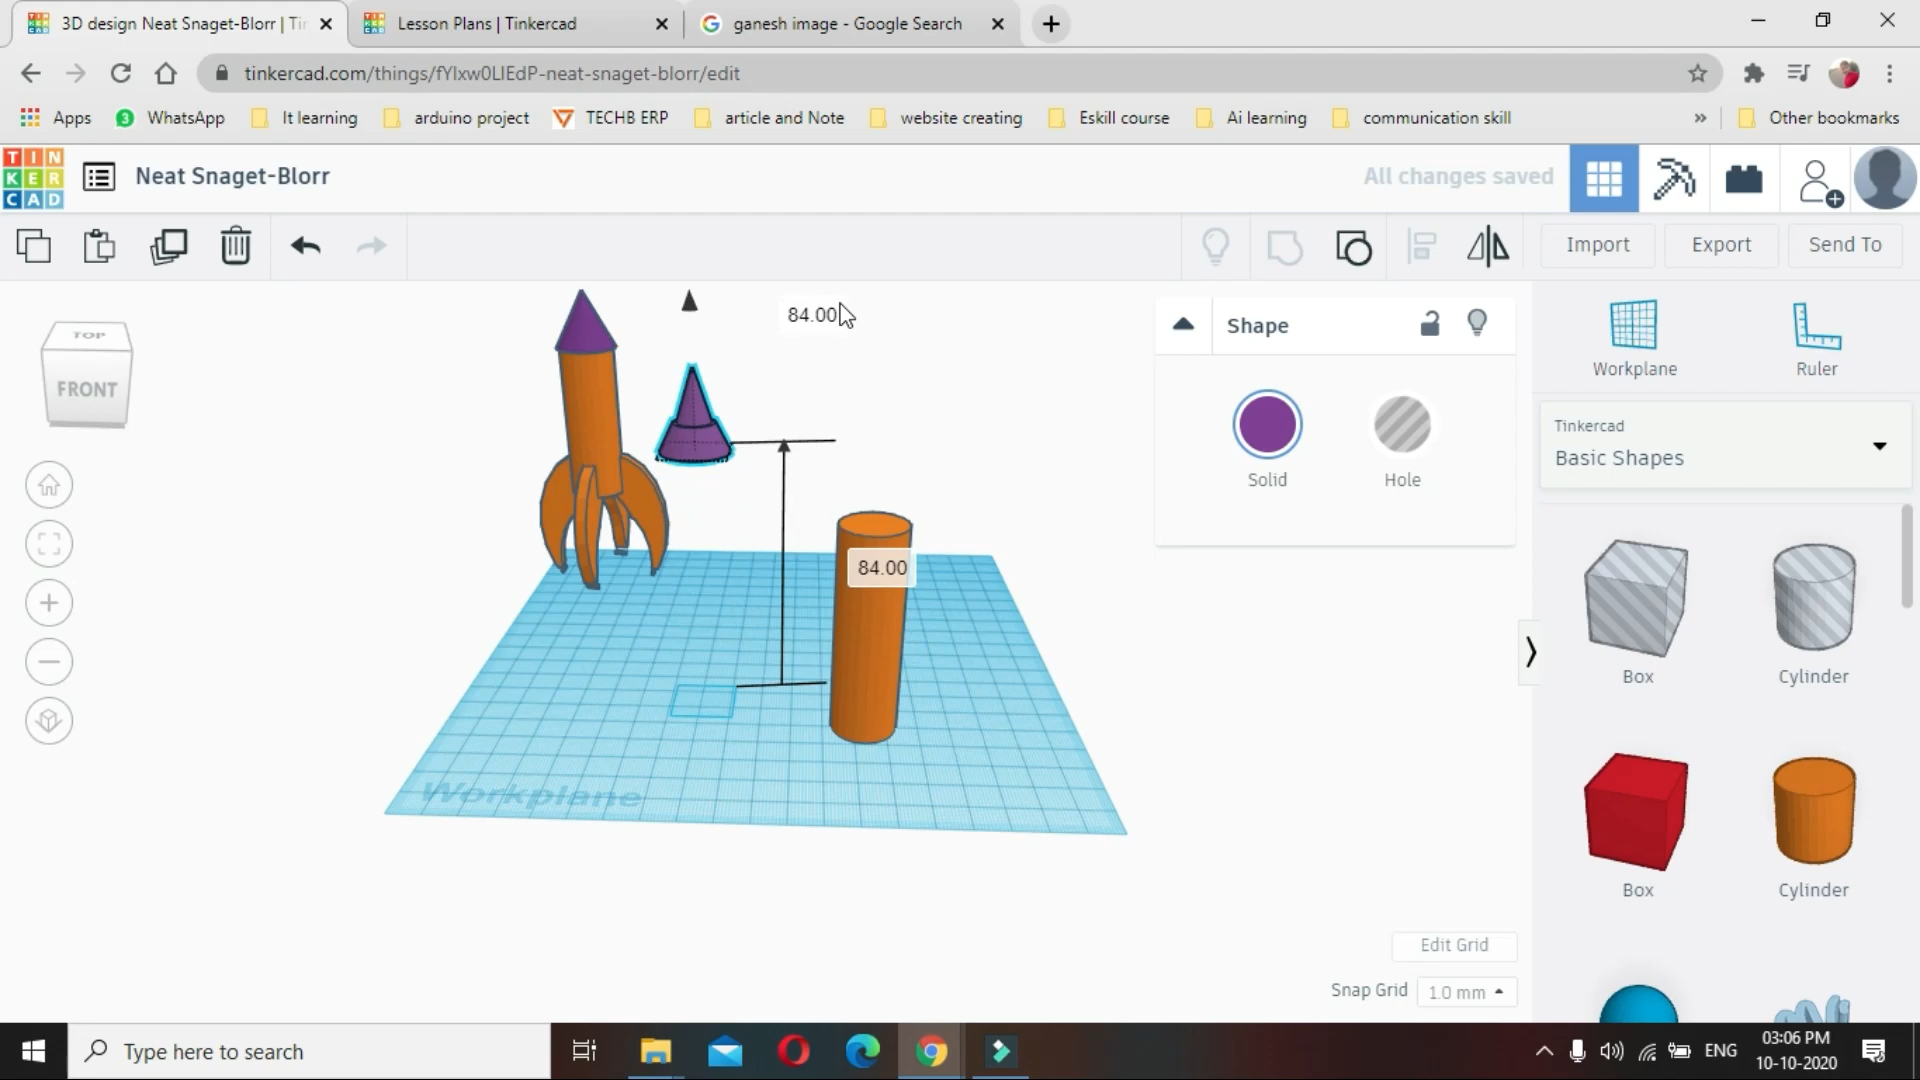 3D design Neat Snaget-Blorr | Tin
Lesson Plans | Tinkercad
ganesh image - Google Search
tinkercad.com/things/fYIxw0LIEdP-neat-snaget-blorr/edit
Apps
3
WhatsApp
It learning
arduino project
TECHB ERP
article and Note
website creating
Eskill course
Ai learning
communication skill
»
Other bookmarks
TIN
KER
CAD
Neat Snaget-Blorr
All changes saved
Import
Export
Send To
TOP
FRONT
84.00
84.00
Workplane
Shape
Solid
Hole
Workplane
Ruler
Tinkercad
Basic Shapes
Box
Cylinder
Box
Cylinder
Edit Grid
Snap Grid
1.0 mm
Type here to search
ENG
03:06 PM
10-10-2020